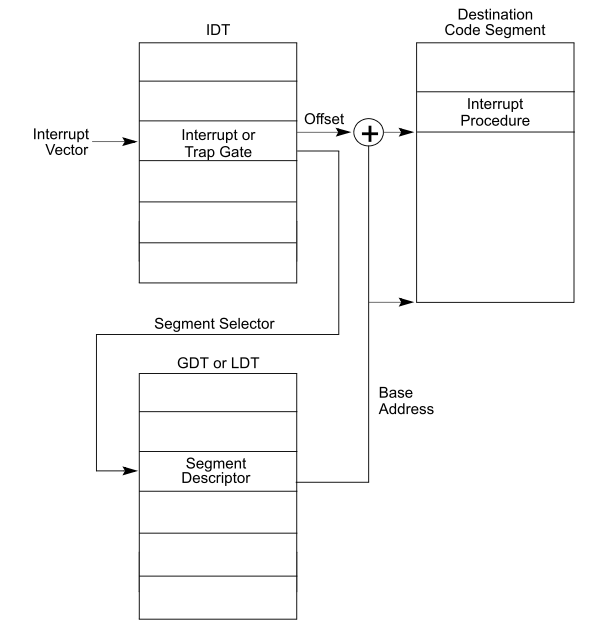 IDT
Destination
Code Segment
Interrupt
Vector
Interrupt or
Trap Gate
Offset
+
Interrupt
Procedure
Segment Selector
GDT or LDT
Base
Address
Segment
Descriptor